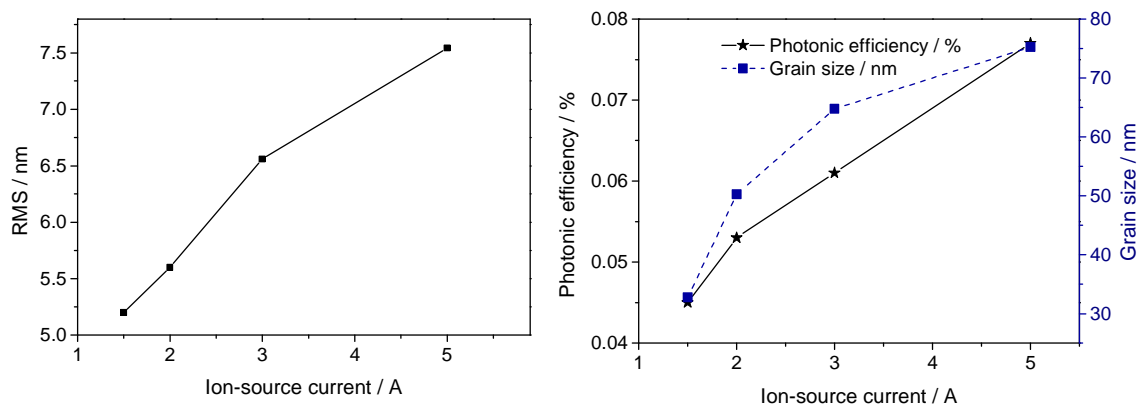 7.5
7.0
6.5
6.0
5.5
5.0
RMS / nm
1 2 3 4 5
Ion-source current / A
0.08
0.07
0.06
0.05
0.04
Photonic efficiency / %
Photonic efficiency / %
Grain size / nm
80
70
60
50
40
30
Grain size / nm
1 2 3 4 5
Ion-source current / A